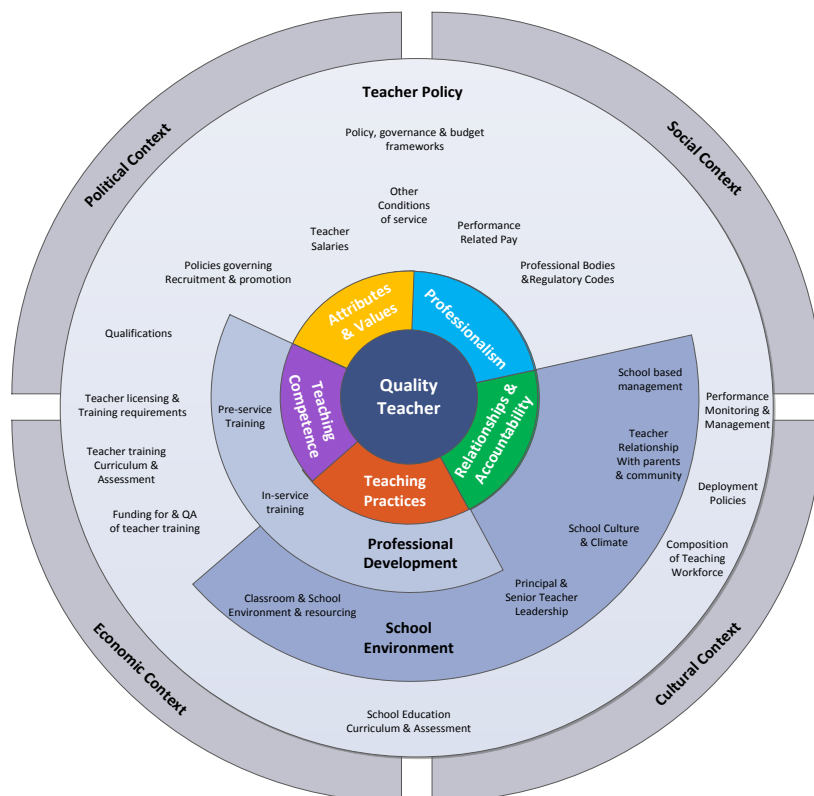 Teacher Policy
Policy, governance & budget
frameworks
Political Context
Social Context
Other
Conditions
of service
Teacher
Salaries
Performance
Related Pay
Policies governing
Recruitment & promotion
Professional Bodies
&Regulatory Codes
Attributes
& Values
Professionalism
Qualifications
Quality
Teacher
Teaching
Competence
Relationships &
Accountability
Teaching
Practices
School based
management
Teacher licensing &
Training requirements
Pre-service
Training
Performance
Monitoring &
Management
Teacher
Relationship
With parents
& community
Teacher training
Curriculum &
Assessment
In-service
training
Deployment
Policies
Funding for & QA
of teacher training
School Culture
& Climate
Professional
Development
Composition
of Teaching
Workforce
Principal &
Senior Teacher
Leadership
Classroom & School
Environment & resourcing
School
Environment
Economic Context
Cultural Context
School Education
Curriculum & Assessment